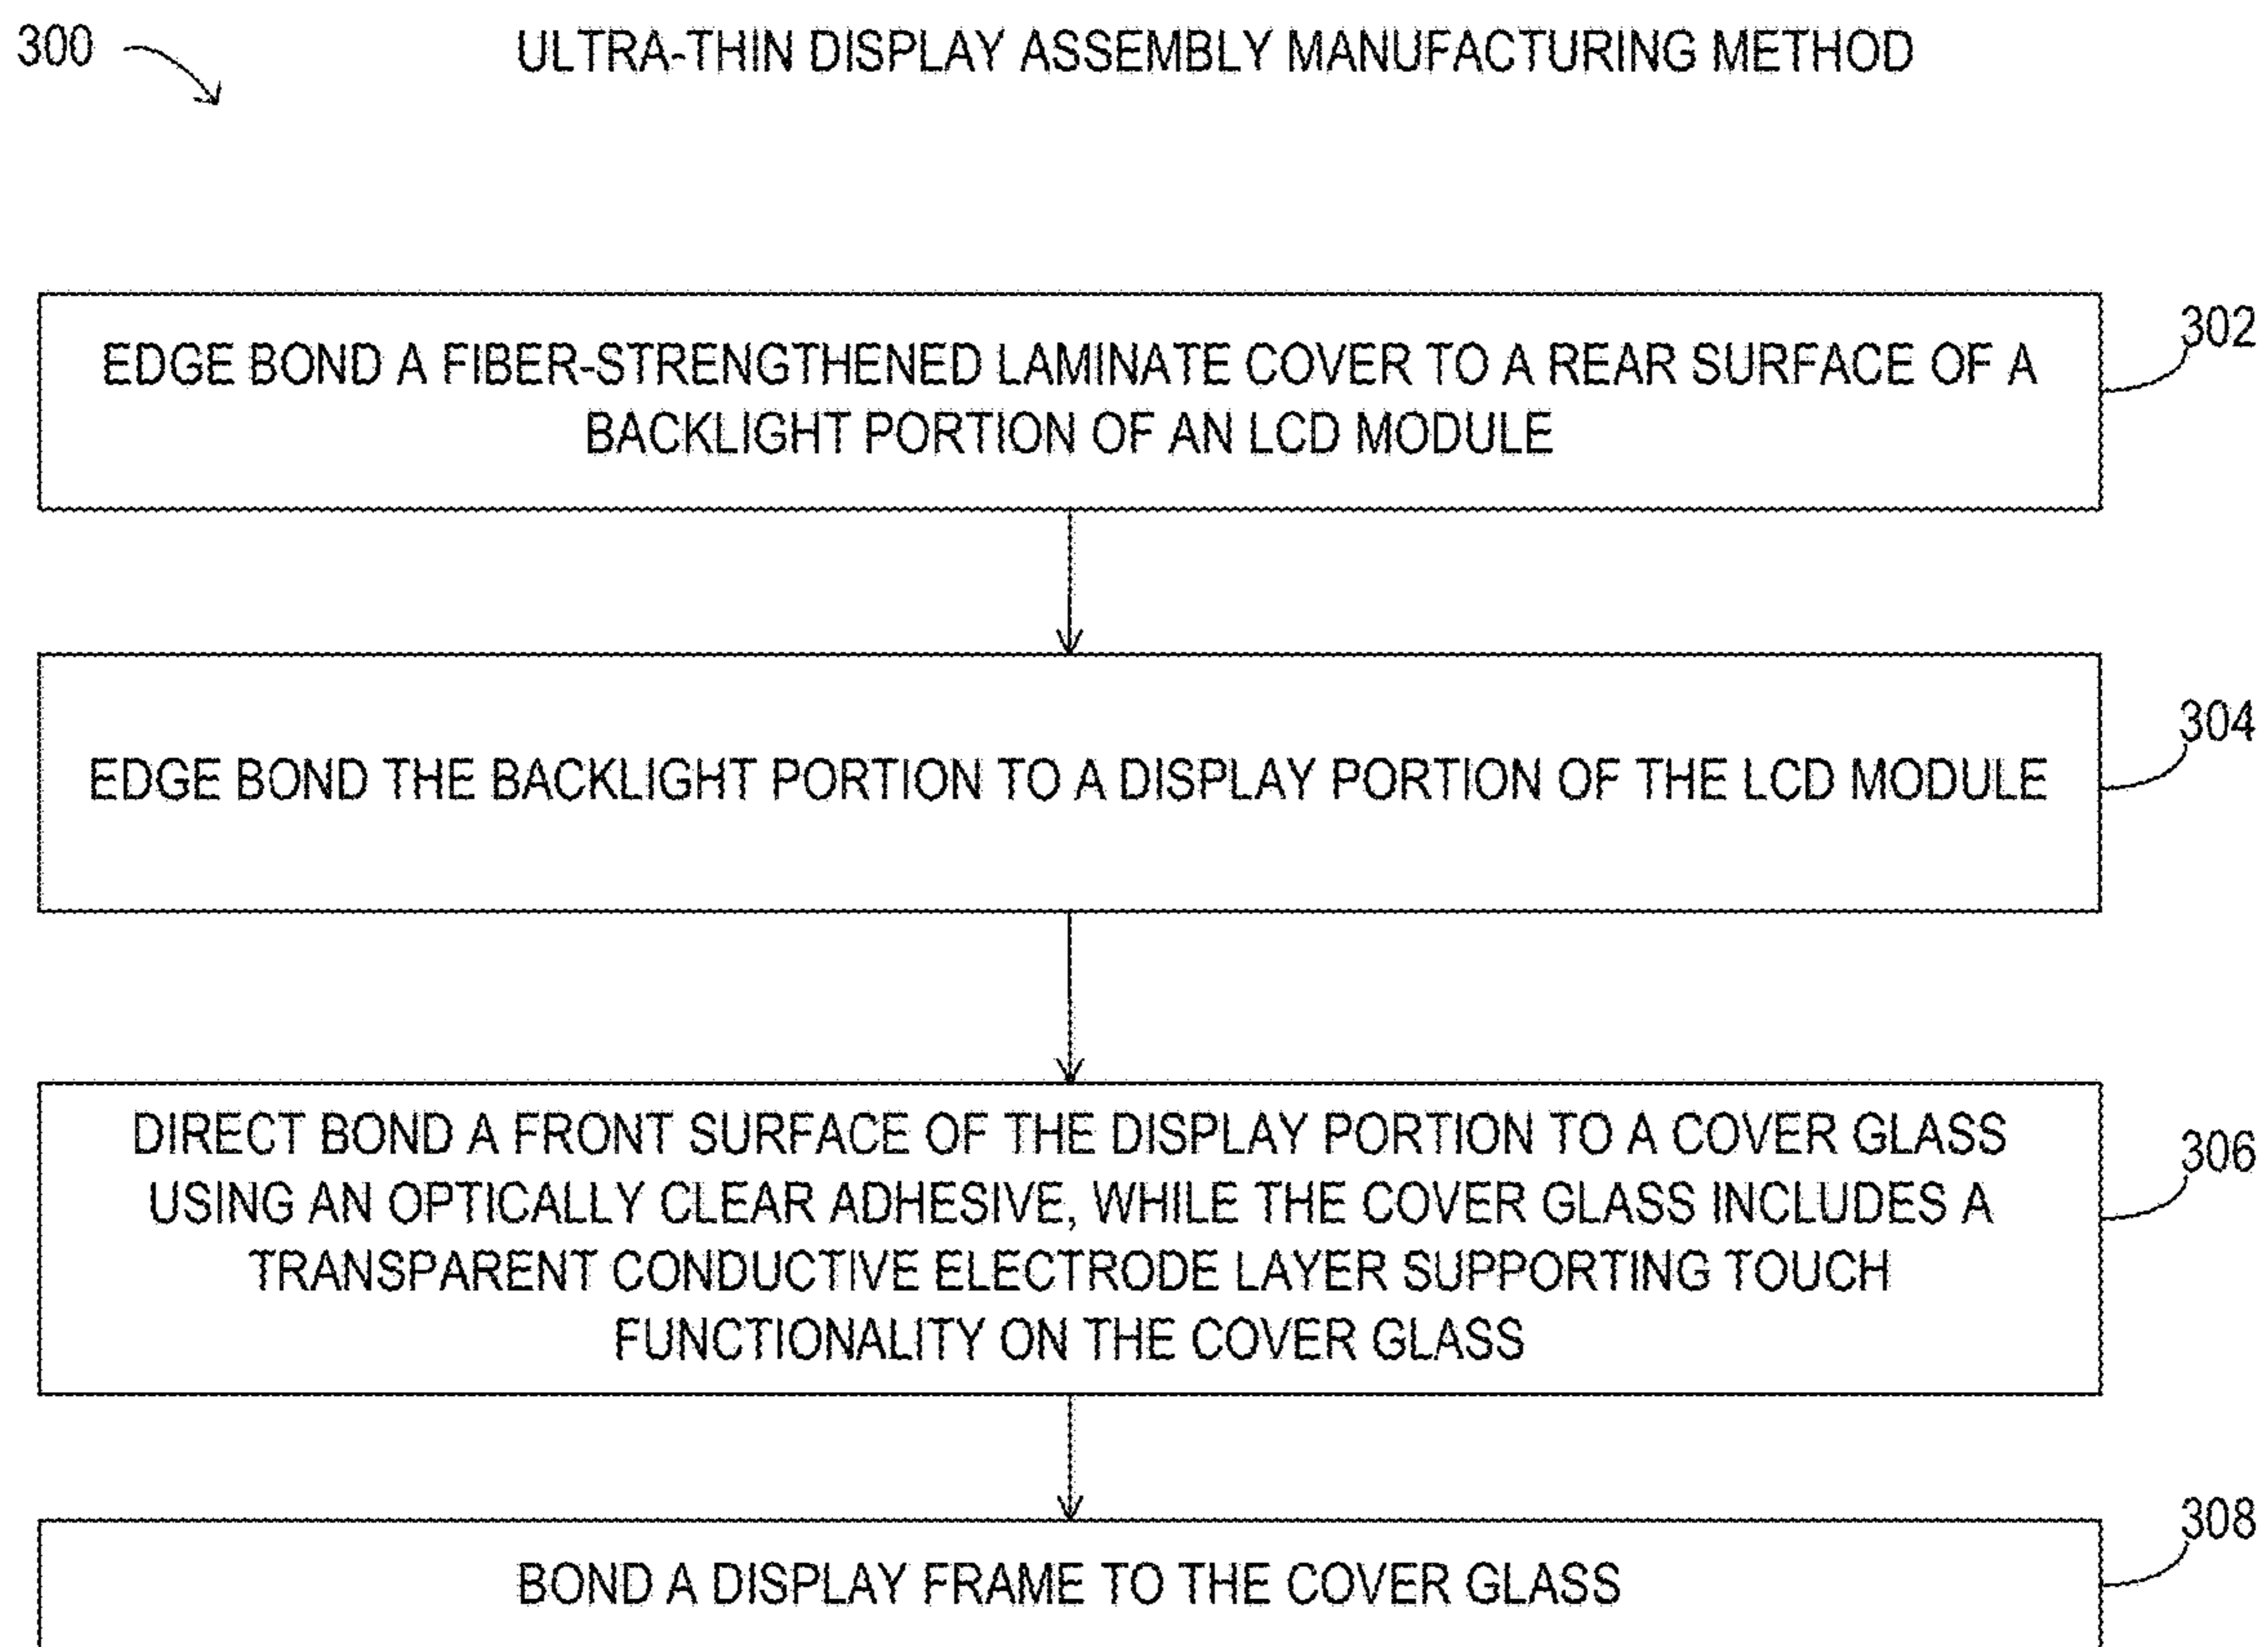 300
ULTRA-THIN DISPLAY ASSEMBLY MANUFACTURING METHOD
EDGE BOND A FIBER-STRENGTHENED LAMINATE COVER TO A REAR SURFACE OF A
BACKLIGHT PORTION OF AN LCD MODULE
302
EDGE BOND THE BACKLIGHT PORTION TO A DISPLAY PORTION OF THE LCD MODULE
304
DIRECT BOND A FRONT SURFACE OF THE DISPLAY PORTION TO A COVER GLASS
USING AN OPTICALLY CLEAR ADHESIVE, WHILE THE COVER GLASS INCLUDES A
TRANSPARENT CONDUCTIVE ELECTRODE LAYER SUPPORTING TOUCH
FUNCTIONALITY ON THE COVER GLASS
306
BOND A DISPLAY FRAME TO THE COVER GLASS
308